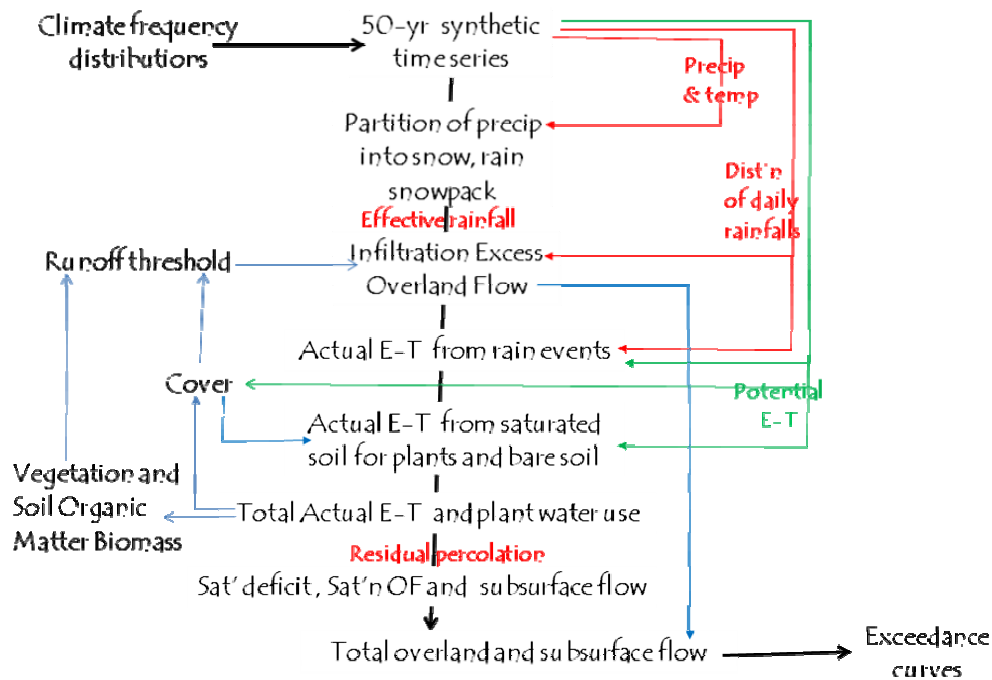 Climate frequency
distributions
50-yr synthetic
time series
Precip
& temp
Partition of precip
into snow, rain
snowpack
Dist'n
of daily
rainfalls
Effective rainfall
Runoff threshold
Infiltration Excess
Overland Flow
Actual E-T from rain events
Cover
Potential
E-T
Actual E-T from saturated
soil for plants and bare soil
Vegetation and
Soil Organic
Matter Biomass
Total Actual E-T and plant water use
Residual percolation
Sat' deficit, Sat'n OF and subsurface flow
Total overland and subsurface flow
Exceedance
curves